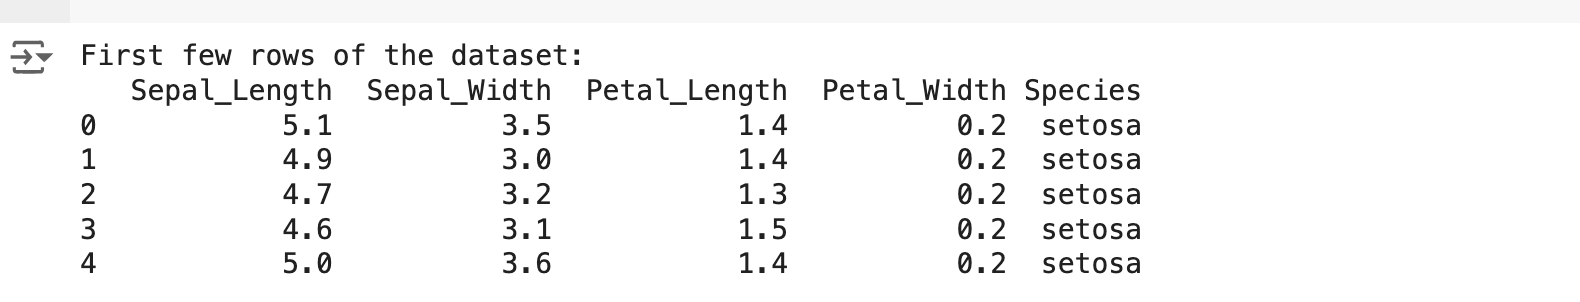 First few rows of the dataset:
   Sepal_Length  Sepal_Width  Petal_Length  Petal_Width Species
0           5.1          3.5           1.4          0.2  setosa
1           4.9          3.0           1.4          0.2  setosa
2           4.7          3.2           1.3          0.2  setosa
3           4.6          3.1           1.5          0.2  setosa
4           5.0          3.6           1.4          0.2  setosa